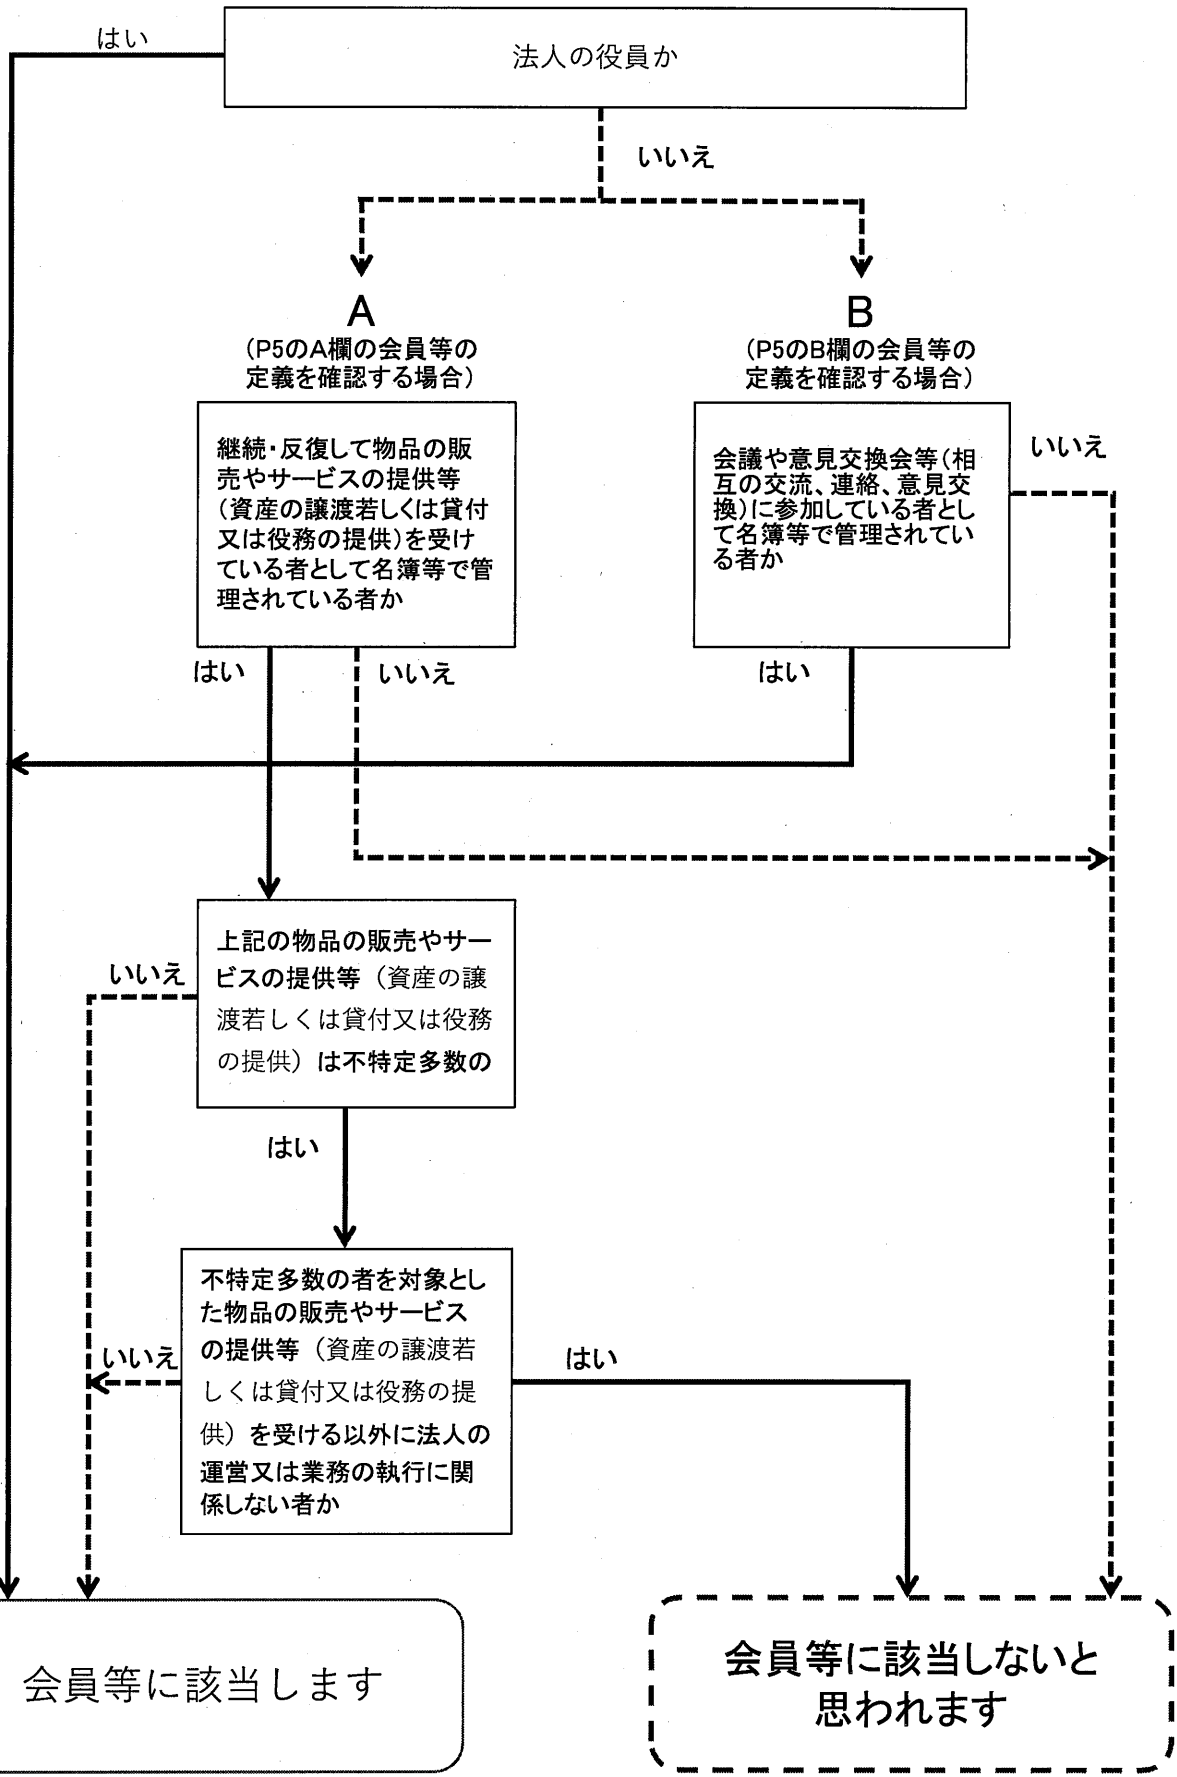 はい
法人の役員か
いいえ
A
(P5のA欄の会員等の
定義を確認する場合)
B
(P5のB欄の会員等の
定義を確認する場合)
継続・反復して物品の販
売やサービスの提供等
(資産の譲渡若しくは貸付
又は役務の提供)を受け
ている者として名簿等で管
理されている者か
会議や意見交換会等(相
互の交流、連絡、意見交
換)に参加している者とし
て名簿等で管理されてい
る者か
いいえ
はい
いいえ
はい
上記の物品の販売やサー
ビスの提供等（資産の譲
渡若しくは貸付又は役務
の提供）は不特定多数の
いいえ
はい
不特定多数の者を対象とし
た物品の販売やサービス
の提供等（資産の譲渡若
しくは貸付又は役務の提
供）を受ける以外に法人の
運営又は業務の執行に関
係しない者か
いいえ
はい
会員等に該当します
会員等に該当しないと
思われます